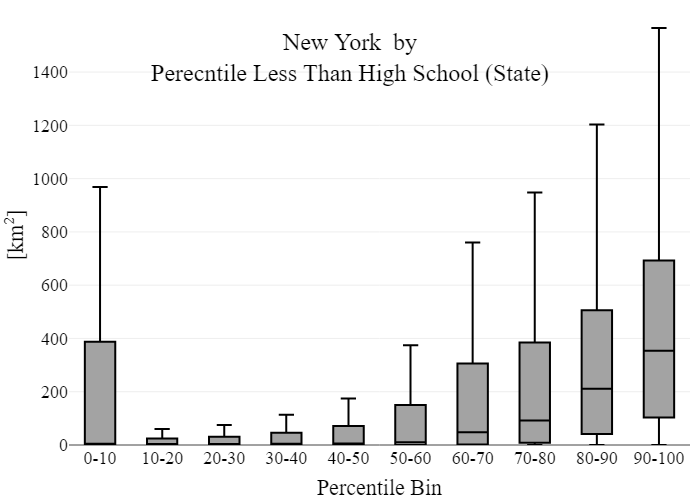 New York by
Perecntile Less Than High School (State)
[km²]
1400
1200
1000
800
600
400
200
0
0-10 10-20 20-30 30-40 40-50 50-60 60-70 70-80 80-90 90-100
Percentile Bin